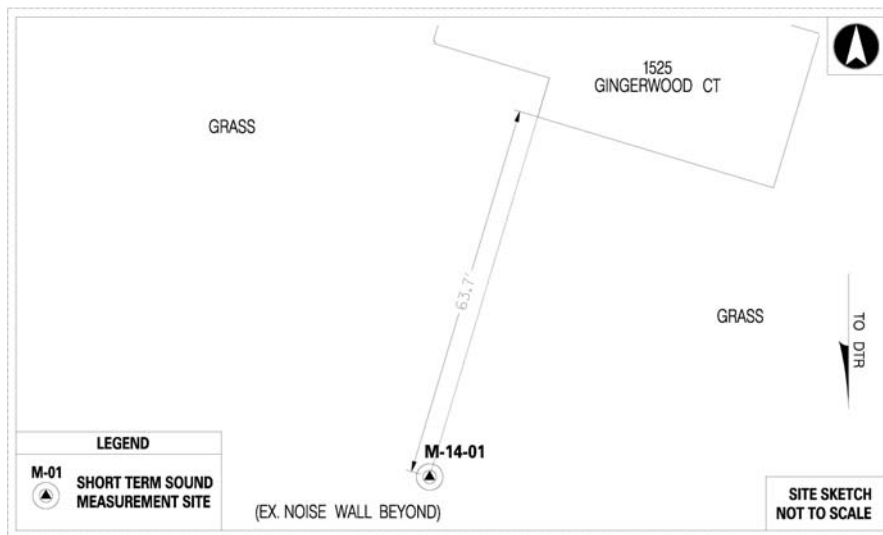 1525
GINGERWOOD CT
GRASS
63.7'
GRASS
TO DTR
M-14-01
LEGEND
M-01
SHORT TERM SOUND
MEASUREMENT SITE
(EX. NOISE WALL BEYOND)
SITE SKETCH
NOT TO SCALE